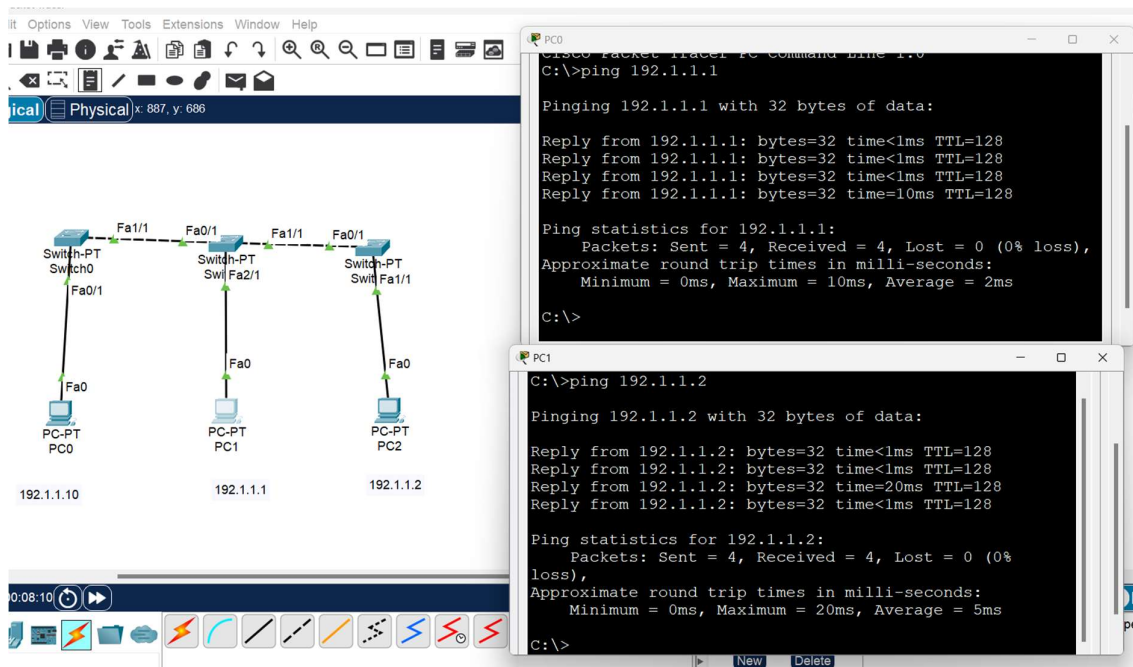 Options View Tools Extensions Window Help
Physical x: 887, y: 686
Fa1/1
Fa0/1
Fa1/1
Fa0/1
Switch-PT
Switch0
Switch-PT
Fa2/1
Switch-PT
Fa1/1
Fa0/1
Fa0
Fa0
Fa0
PC-PT
PC0
PC-PT
PC1
PC-PT
PC2
192.1.1.10
192.1.1.1
192.1.1.2
00:08:10
New Delete
PC0
Cisco Packet Tracer PC Command Line 1.0
C:\>ping 192.1.1.1
Pinging 192.1.1.1 with 32 bytes of data:
Reply from 192.1.1.1: bytes=32 time<1ms TTL=128
Reply from 192.1.1.1: bytes=32 time<1ms TTL=128
Reply from 192.1.1.1: bytes=32 time<1ms TTL=128
Reply from 192.1.1.1: bytes=32 time=10ms TTL=128
Ping statistics for 192.1.1.1:
Packets: Sent = 4, Received = 4, Lost = 0 (0% loss),
Approximate round trip times in milli-seconds:
Minimum = 0ms, Maximum = 10ms, Average = 2ms
C:\>
PC1
C:\>ping 192.1.1.2
Pinging 192.1.1.2 with 32 bytes of data:
Reply from 192.1.1.2: bytes=32 time<1ms TTL=128
Reply from 192.1.1.2: bytes=32 time<1ms TTL=128
Reply from 192.1.1.2: bytes=32 time=20ms TTL=128
Reply from 192.1.1.2: bytes=32 time<1ms TTL=128
Ping statistics for 192.1.1.2:
Packets: Sent = 4, Received = 4, Lost = 0 (0%
loss),
Approximate round trip times in milli-seconds:
Minimum = 0ms, Maximum = 20ms, Average = 5ms
C:\>